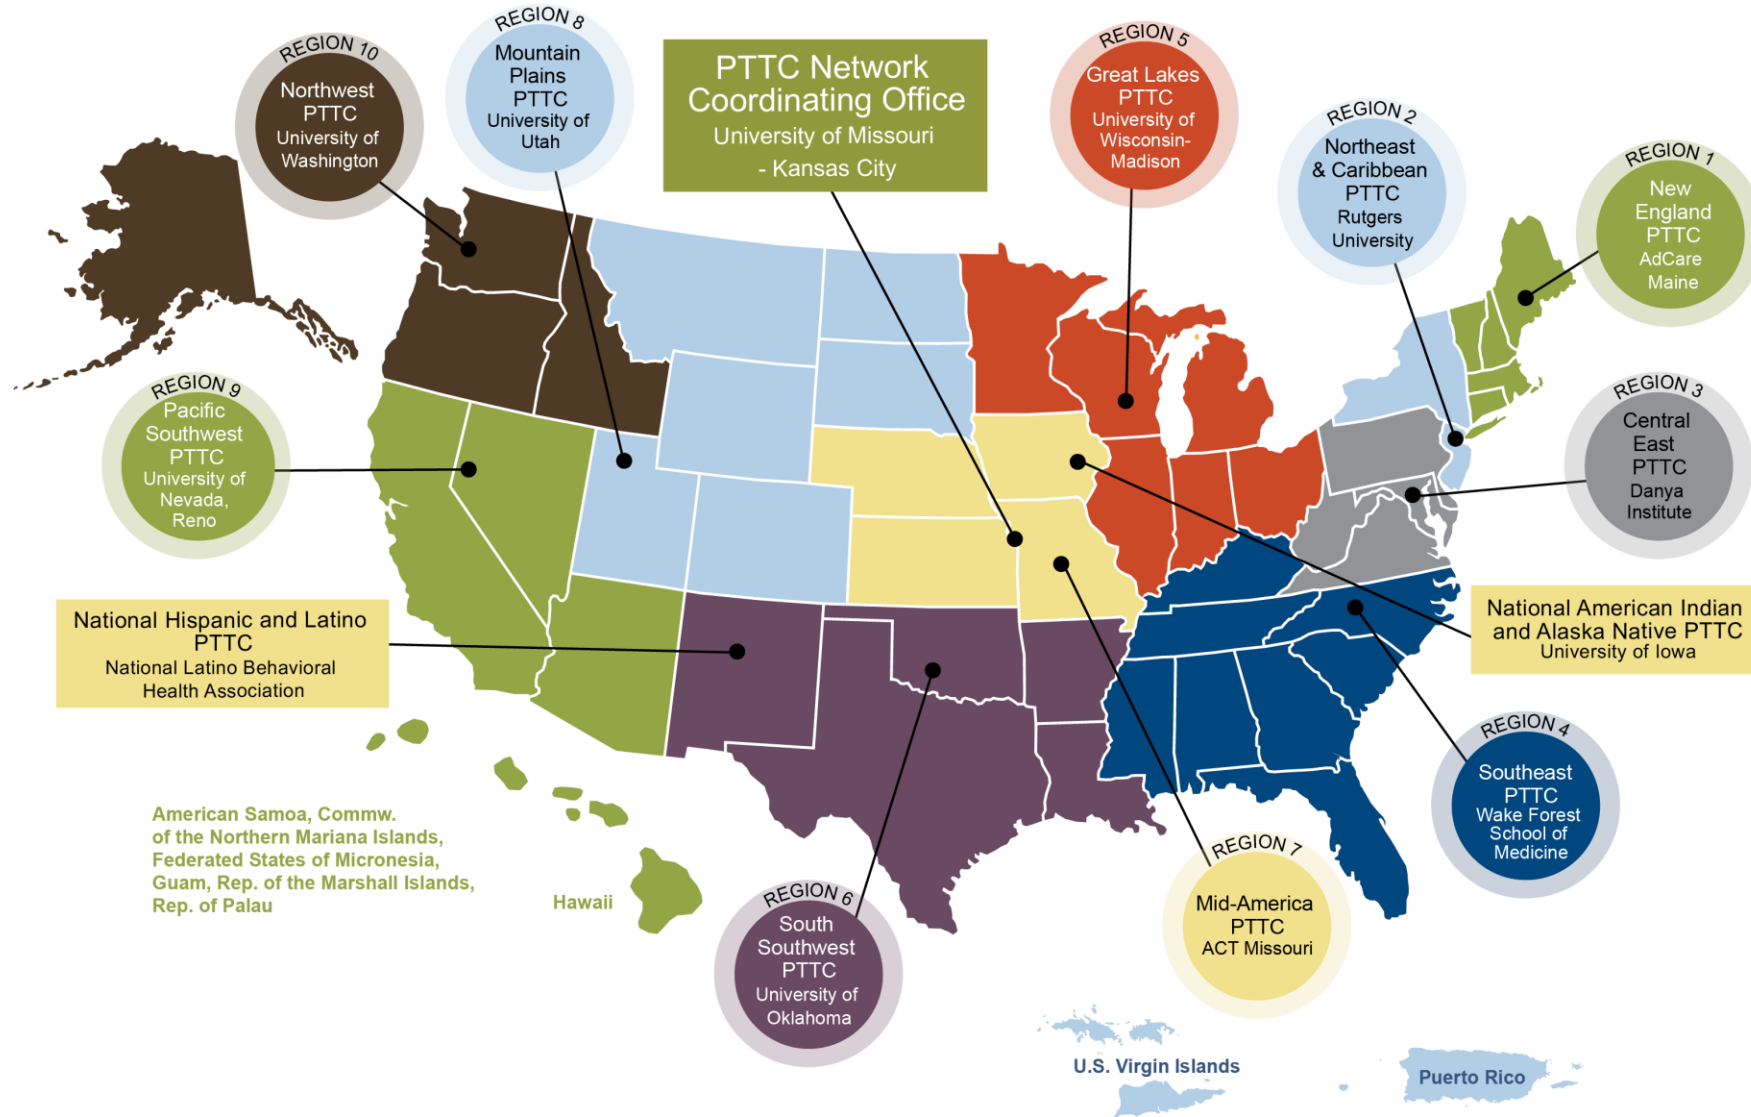 REGION 10
Northwest
PTTC
University of
Washington
REGION 8
Mountain
Plains
PTTC
University of
Utah
PTTC Network
Coordinating Office
University of Missouri
- Kansas City
REGION 5
Great Lakes
PTTC
University of
Wisconsin-
Madison
REGION 2
Northeast
& Caribbean
PTTC
Rutgers
University
REGION 1
New
England
PTTC
AdCare
Maine
REGION 9
Pacific
Southwest
PTTC
University of
Nevada,
Reno
REGION 3
Central
East
PTTC
Danya
Institute
National Hispanic and Latino
PTTC
National Latino Behavioral
Health Association
National American Indian
and Alaska Native PTTC
University of Iowa
REGION 4
Southeast
PTTC
Wake Forest
School of
Medicine
American Samoa, Commw.
of the Northern Mariana Islands,
Federated States of Micronesia,
Guam, Rep. of the Marshall Islands,
Rep. of Palau
Hawaii
REGION 6
South
Southwest
PTTC
University of
Oklahoma
REGION 7
Mid-America
PTTC
ACT Missouri
U.S. Virgin Islands
Puerto Rico